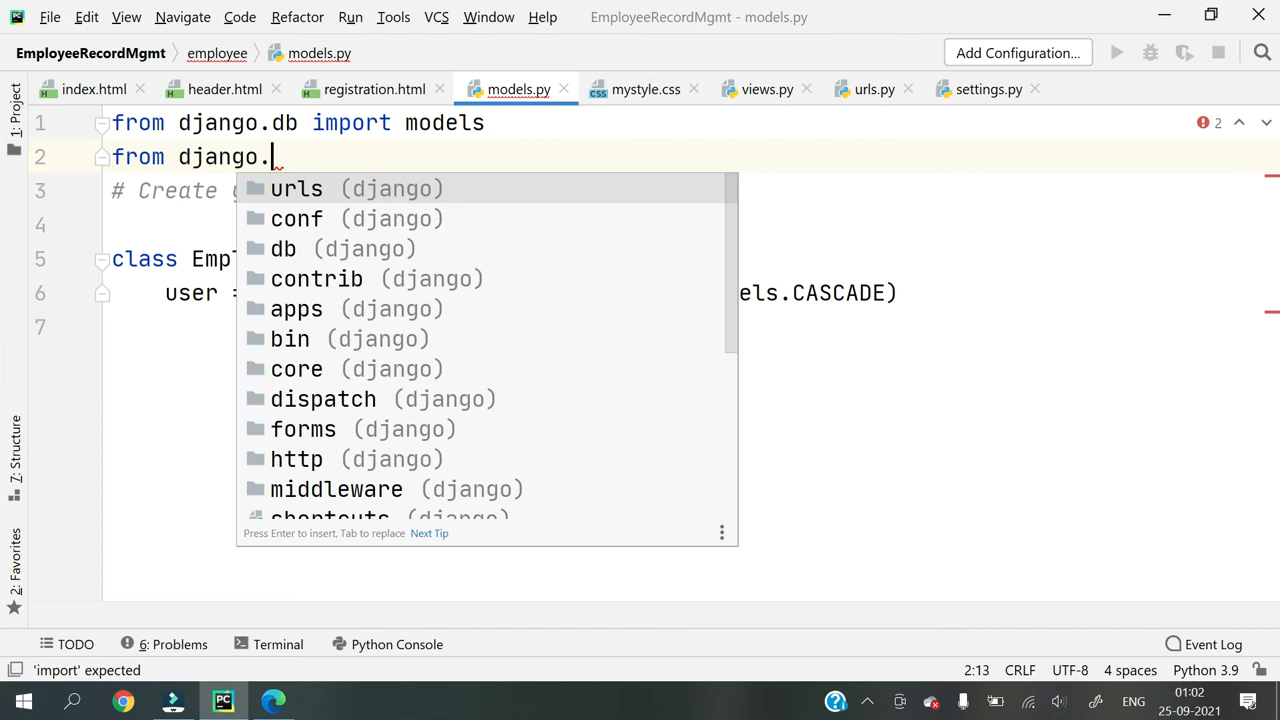 File Edit View Navigate Code Refactor Run Tools VCS Window Help EmployeeRecordMgmt - models.py
EmployeeRecordMgmt employee models.py Add Configuration...
index.html header.html registration.html models.py mystyle.css views.py urls.py settings.py
1: Project
1 from django.db import models 2
2 from django.
3 # Create
4
5 class Empl
6 user = els.CASCADE)
7
urls (django)
conf (django)
db (django)
contrib (django)
apps (django)
bin (django)
core (django)
dispatch (django)
forms (django)
http (django)
middleware (django)
shortcuts (django)
Press Enter to insert, Tab to replace Next Tip
7: Structure
2: Favorites
TODO 6: Problems Terminal Python Console Event Log
'import' expected 2:13 CRLF UTF-8 4 spaces Python 3.9
ENG 01:02
25-09-2021